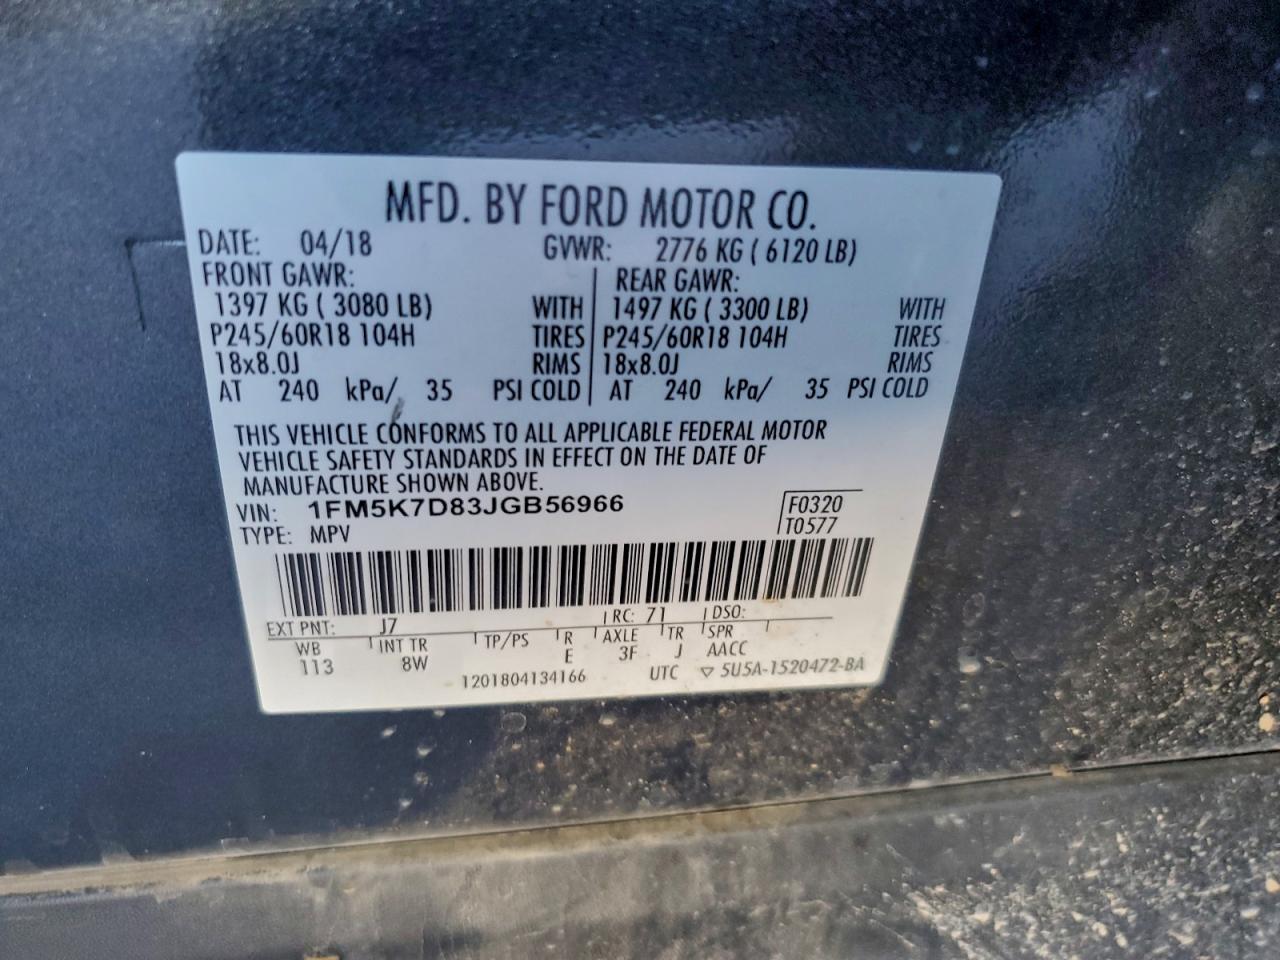 MFD. BY FORD MOTOR CO.
DATE: 04/18 GVWR: 2776 KG ( 6120 LB)
FRONT GAWR: REAR GAWR:
1397 KG ( 3080 LB) WITH 1497 KG ( 3300 LB) WITH
P245/60R18 104H TIRES P245/60R18 104H TIRES
18x8.0J RIMS 18x8.0J RIMS
AT 240 kPa/ 35 PSI COLD AT 240 kPa/ 35 PSI COLD
THIS VEHICLE CONFORMS TO ALL APPLICABLE FEDERAL MOTOR
VEHICLE SAFETY STANDARDS IN EFFECT ON THE DATE OF
MANUFACTURE SHOWN ABOVE.
VIN: 1FM5K7D83JGB56966 F0320
TYPE: MPV T0577
EXT PNT: J7 RC: 71 DSO:
WB INT TR TP/PS R AXLE TR SPR
113 8W E 3F J AACC
1201804134166 UTC ▽ 5U5A-1520472-BA